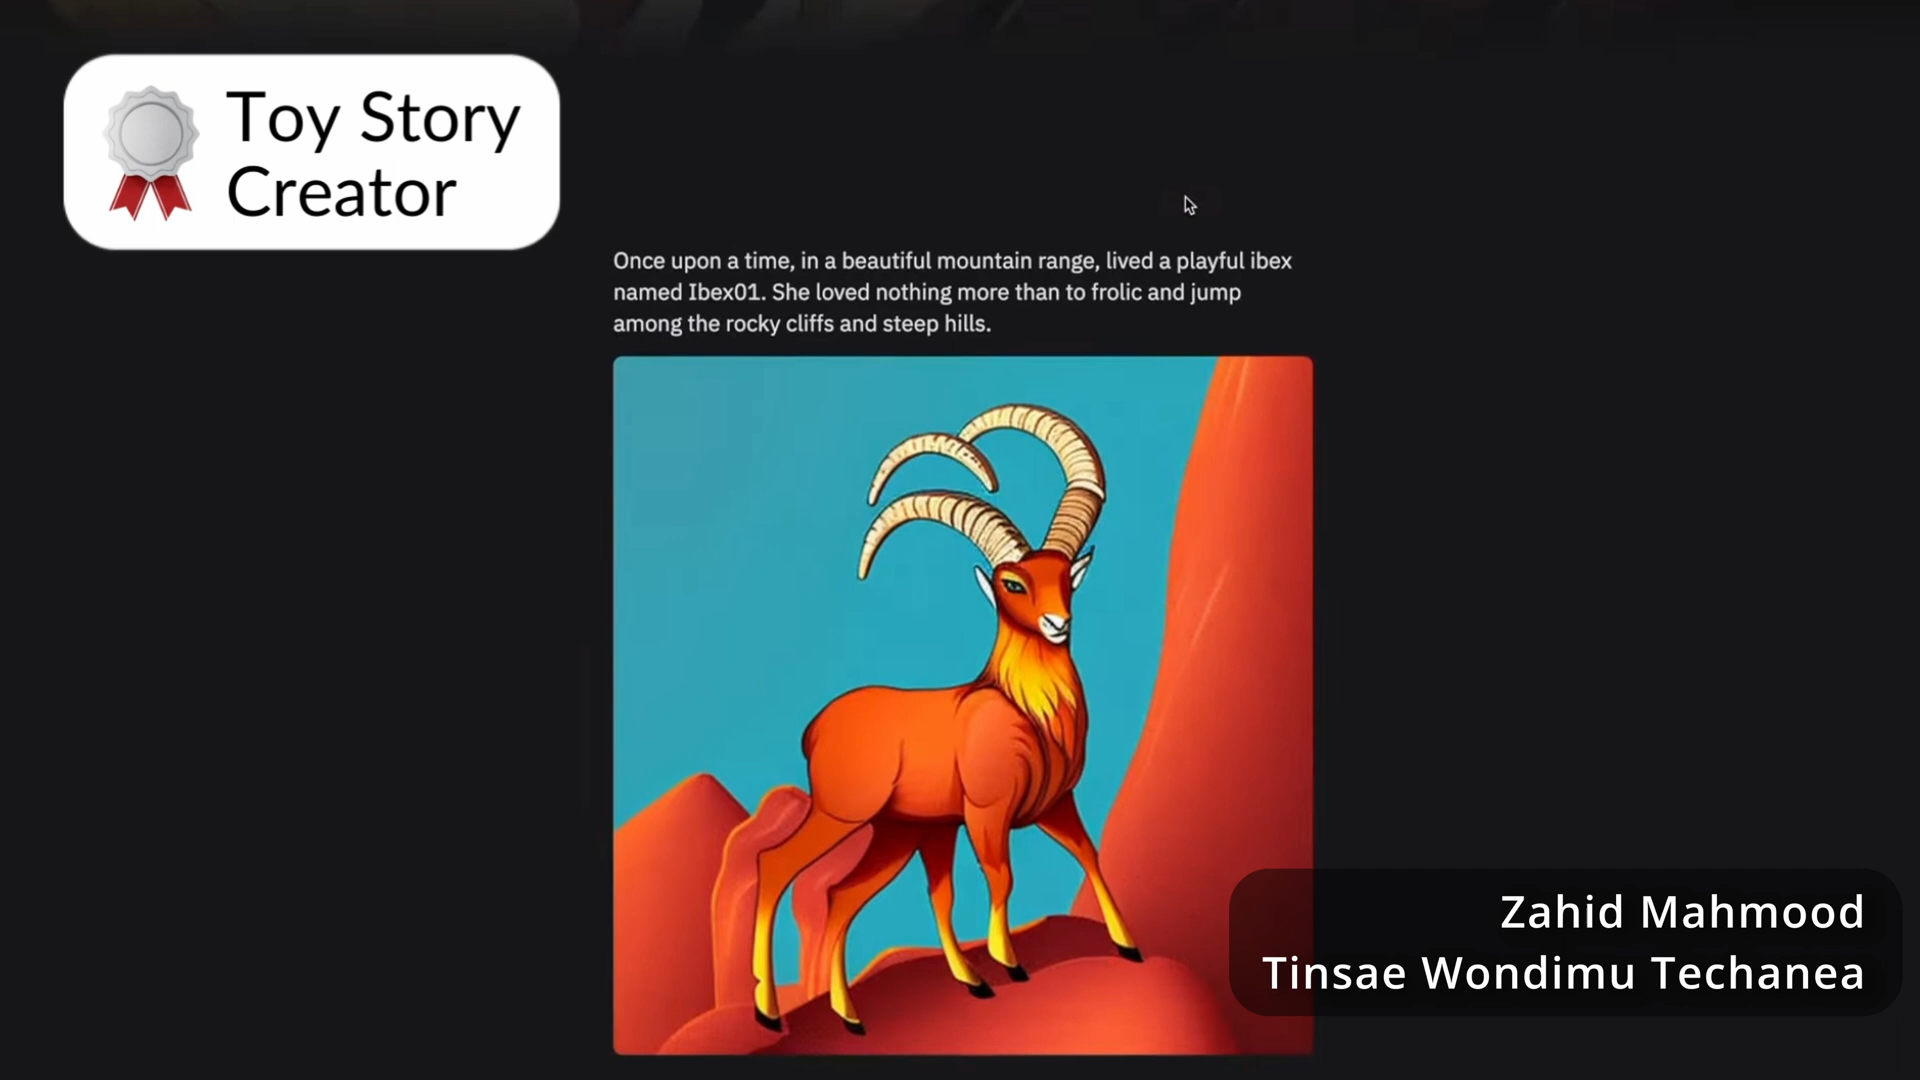 Toy Story
Creator
Once upon a time, in a beautiful mountain range, lived a playful ibex
named Ibex01. She loved nothing more than to frolic and jump
among the rocky cliffs and steep hills.
Zahid Mahmood
Tinsae Wondimu Techanea